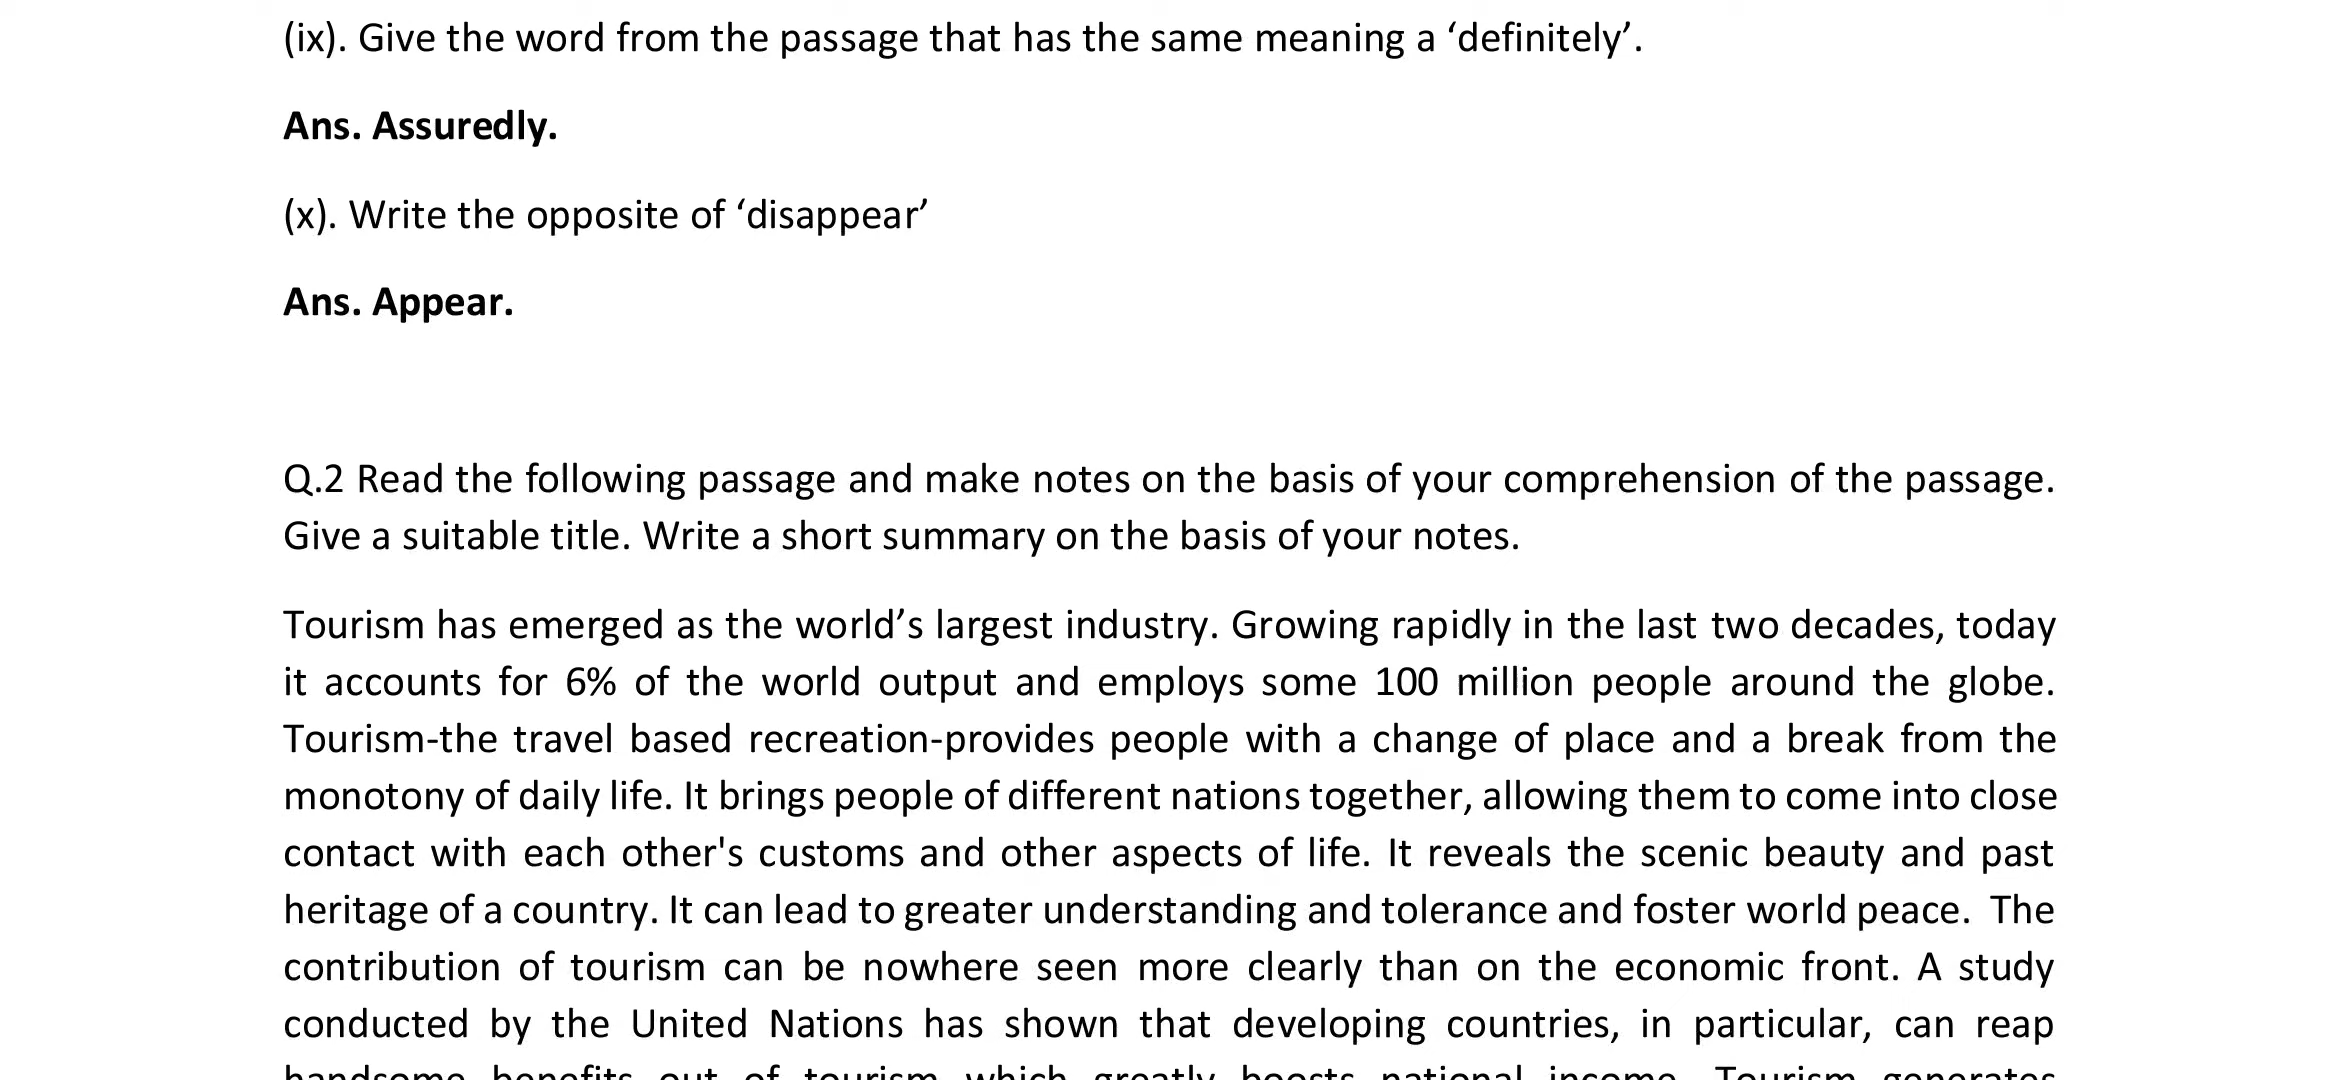 (ix). Give the word from the passage that has the same meaning a ‘definitely’.
Ans. Assuredly.
(x). Write the opposite of ‘disappear’
Ans. Appear.
Q.2 Read the following passage and make notes on the basis of your comprehension of the passage.
Give a suitable title. Write a short summary on the basis of your notes.
Tourism has emerged as the world’s largest industry. Growing rapidly in the last two decades, today
it accounts for 6% of the world output and employs some 100 million people around the globe.
Tourism-the travel based recreation-provides people with a change of place and a break from the
monotony of daily life. It brings people of different nations together, allowing them to come into close
contact with each other's customs and other aspects of life. It reveals the scenic beauty and past
heritage of a country. It can lead to greater understanding and tolerance and foster world peace.  The
contribution of tourism can be nowhere seen more clearly than on the economic front. A study
conducted by the United Nations has shown that developing countries, in particular, can reap
handsome benefits out of tourism which greatly boosts national income. Tourism generates